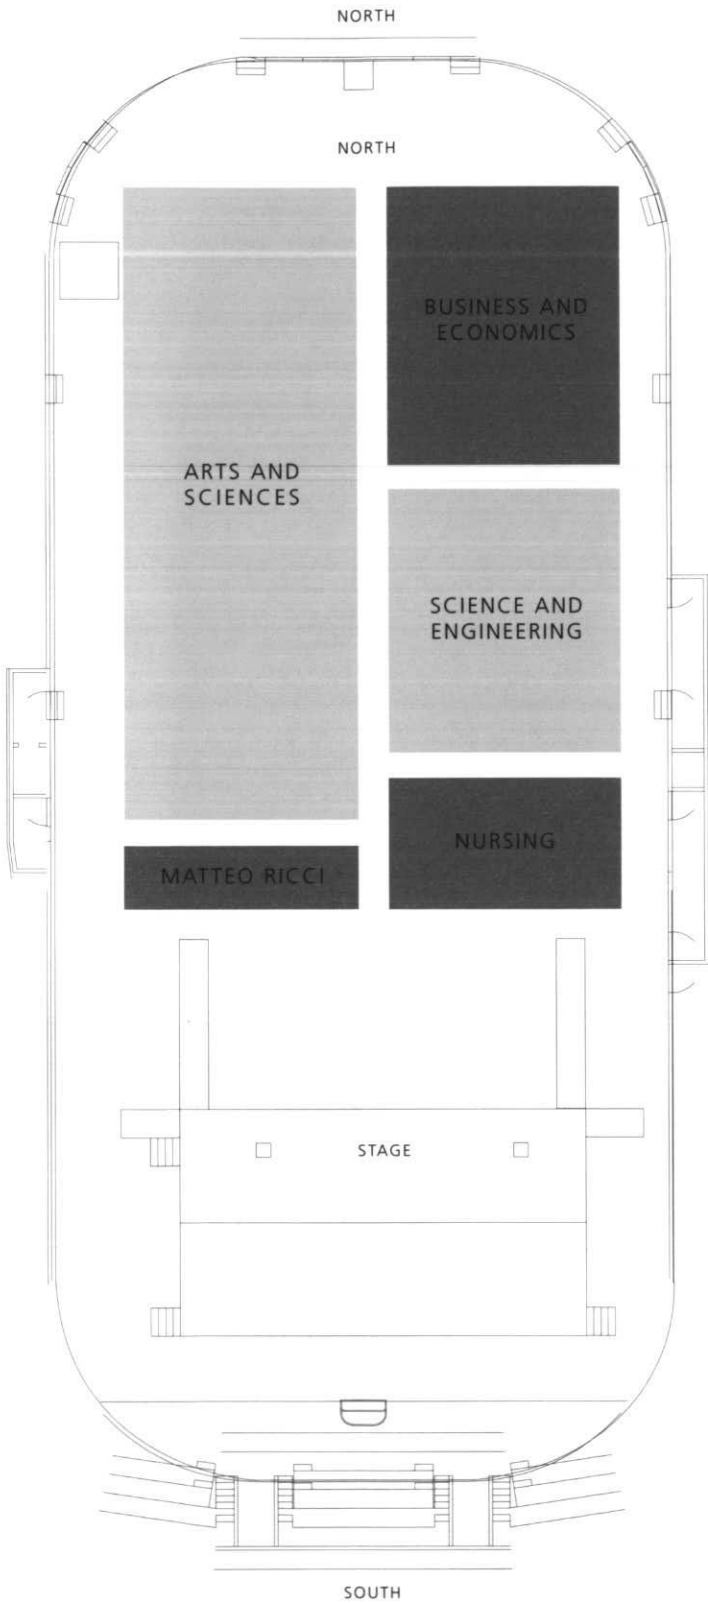 NORTH
NORTH
BUSINESS AND
ECONOMICS
ARTS AND
SCIENCES
SCIENCE AND
ENGINEERING
NURSING
MATTEO RICCI
STAGE
SOUTH